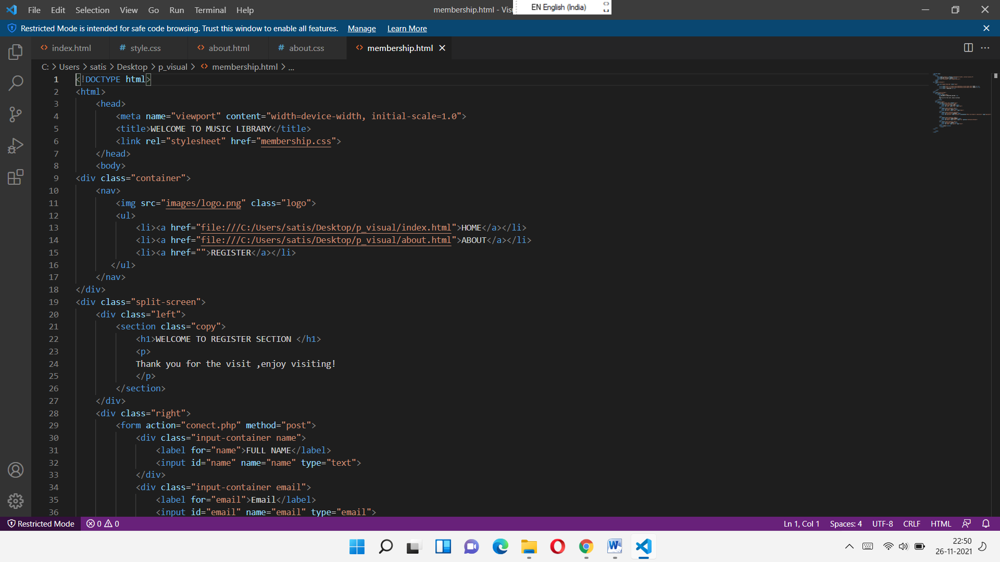 File Edit Selection View Go Run Terminal Help
membership.html - Vis
EN English (India)
Restricted Mode is intended for safe code browsing. Trust this window to enable all features. Manage Learn More
index.html
style.css
about.html
about.css
membership.html
C: > Users > satis > Desktop > p_visual > membership.html > ...
1 <!DOCTYPE html>
2 <html>
3 <head>
4 <meta name="viewport" content="width=device-width, initial-scale=1.0">
5 <title>WELCOME TO MUSIC LIBRARY</title>
6 <link rel="stylesheet" href="membership.css">
7 </head>
8 <body>
9 <div class="container">
10 <nav>
11 <img src="images/logo.png" class="logo">
12 <ul>
13 <li><a href="file:///C:/Users/satis/Desktop/p_visual/index.html">HOME</a></li>
14 <li><a href="file:///C:/Users/satis/Desktop/p_visual/about.html">ABOUT</a></li>
15 <li><a href="">REGISTER</a></li>
16 </ul>
17 </nav>
18 </div>
19 <div class="split-screen">
20 <div class="left">
21 <section class="copy">
22 <h1>WELCOME TO REGISTER SECTION </h1>
23 <p>
24 Thank you for the visit ,enjoy visiting!
25 </p>
26 </section>
27 </div>
28 <div class="right">
29 <form action="conect.php" method="post">
30 <div class="input-container name">
31 <label for="name">FULL NAME</label>
32 <input id="name" name="name" type="text">
33 </div>
34 <div class="input-container email">
35 <label for="email">Email</label>
36 <input id="email" name="email" type="email">
Restricted Mode 0 0 Ln 1, Col 1 Spaces: 4 UTF-8 CRLF HTML
22:50
26-11-2021